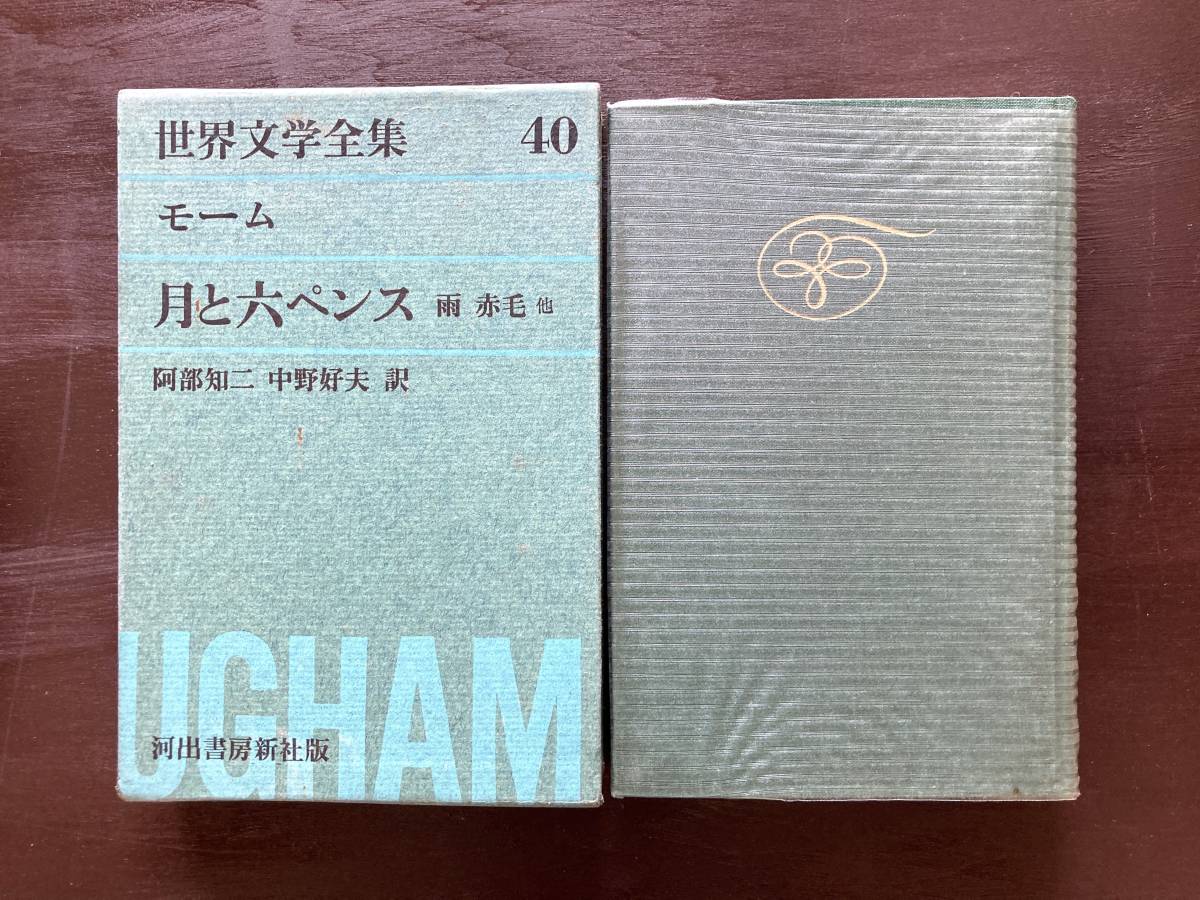 世界文学全集 40
モーム
月と六ペンス 雨 赤毛 他
阿部知二 中野好夫 訳
UGHAM
河出書房新社版